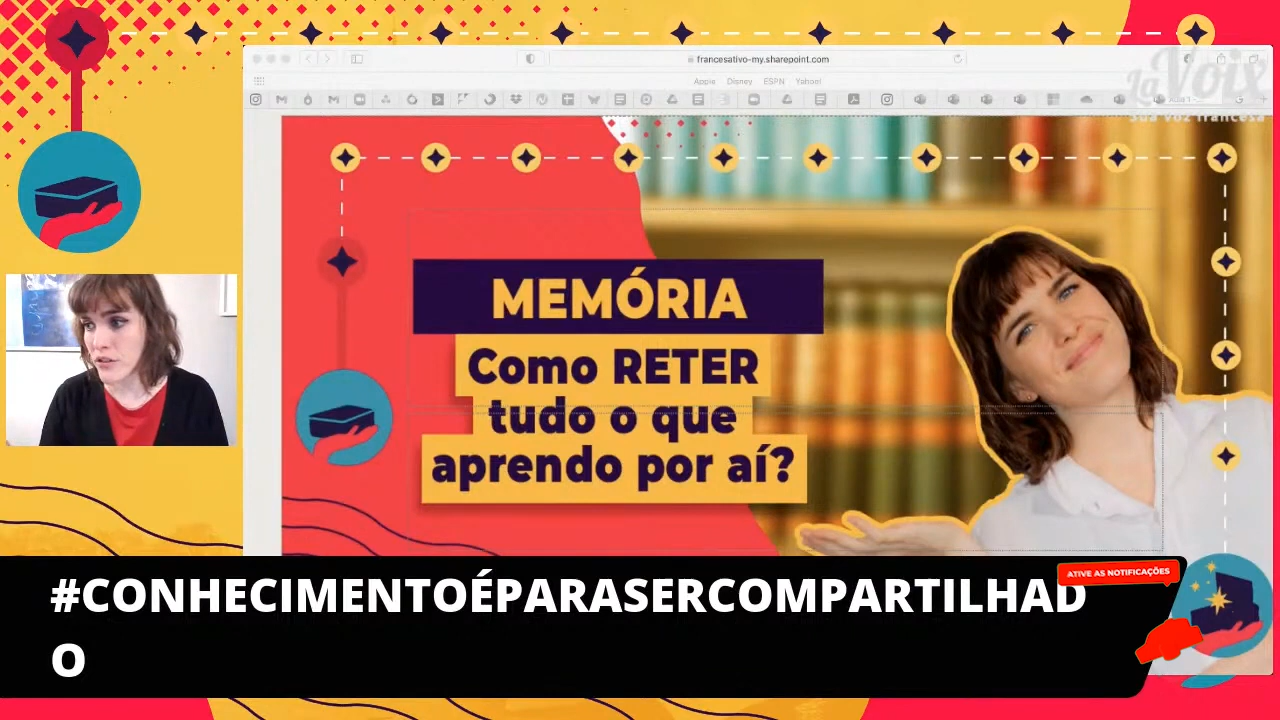 francesativo-my.sharepoint.com
Apple Disney ESPN Yahoo!
La Voix
Sua voz francesa
MEMÓRIA
Como RETER
tudo o que
aprendo por aí?
ATIVE AS NOTIFICAÇÕES
#CONHECIMENTOÉPARASERCOMPARTILHAD
O